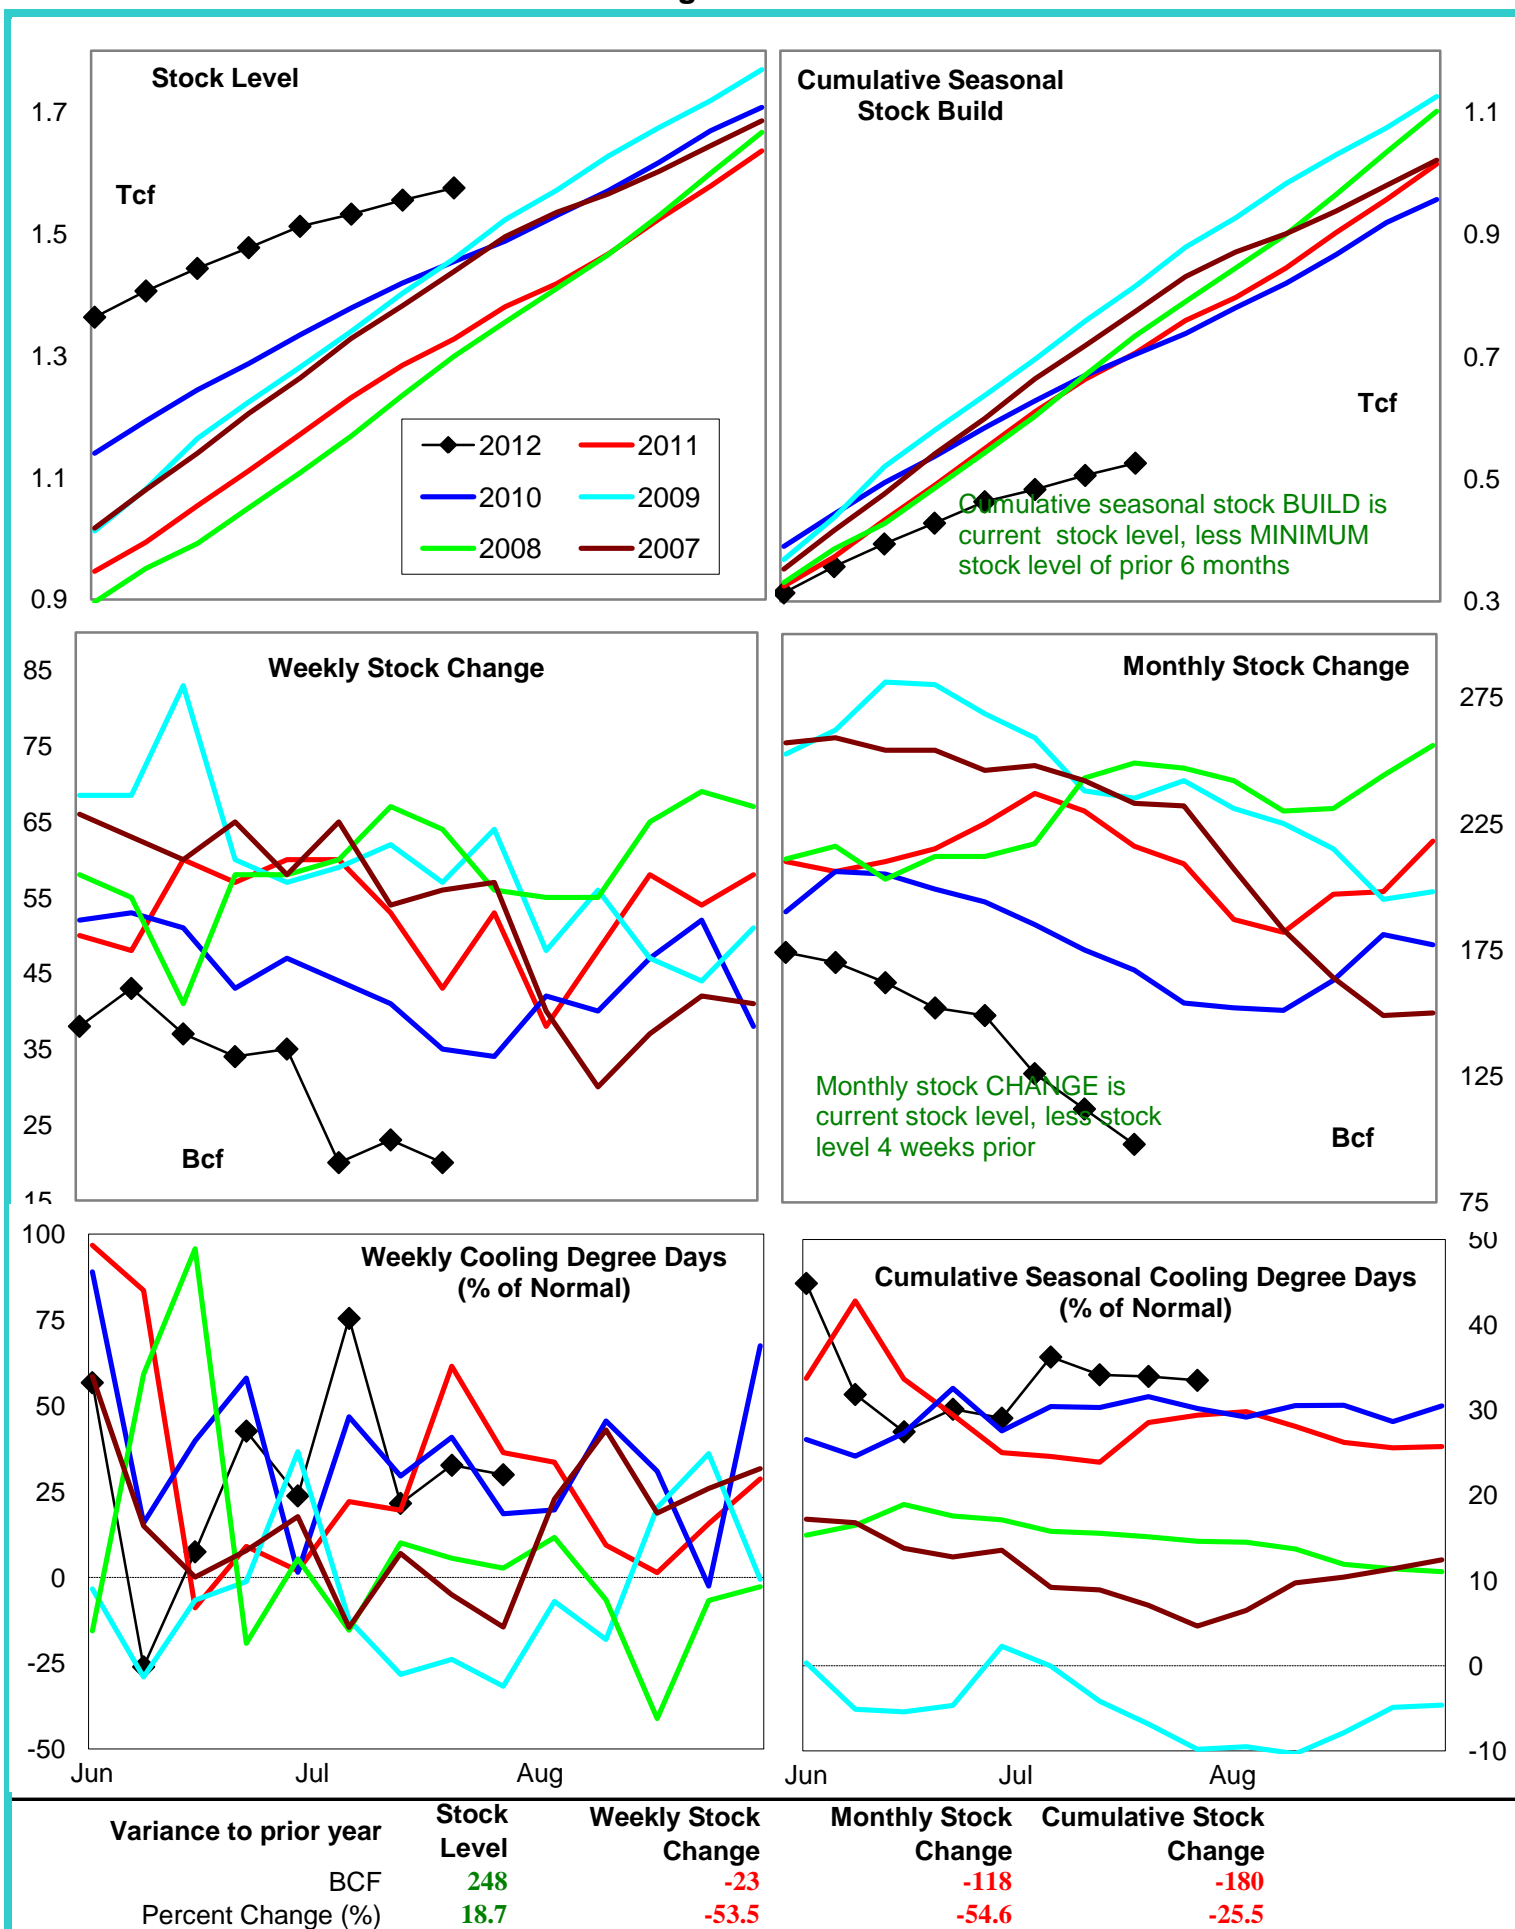 Stock Level
Tcf
1.7
1.5
1.3
1.1
0.9
2012
2011
2010
2009
2008
2007
Cumulative Seasonal
Stock Build
Tcf
1.1
0.9
0.7
0.5
0.3
Cumulative seasonal stock BUILD is
current stock level, less MINIMUM
stock level of prior 6 months
Weekly Stock Change
85
75
65
55
45
35
25
15
Bcf
Monthly Stock Change
275
225
175
125
75
Monthly stock CHANGE is
current stock level, less stock
level 4 weeks prior
Bcf
Weekly Cooling Degree Days
(% of Normal)
100
75
50
25
0
-25
-50
Jun Jul Aug
Cumulative Seasonal Cooling Degree Days
(% of Normal)
50
40
30
20
10
0
-10
Jun Jul Aug
Variance to prior year Stock Level Weekly Stock Change Monthly Stock Change Cumulative Stock Change
BCF 248 -23 -118 -180
Percent Change (%) 18.7 -53.5 -54.6 -25.5